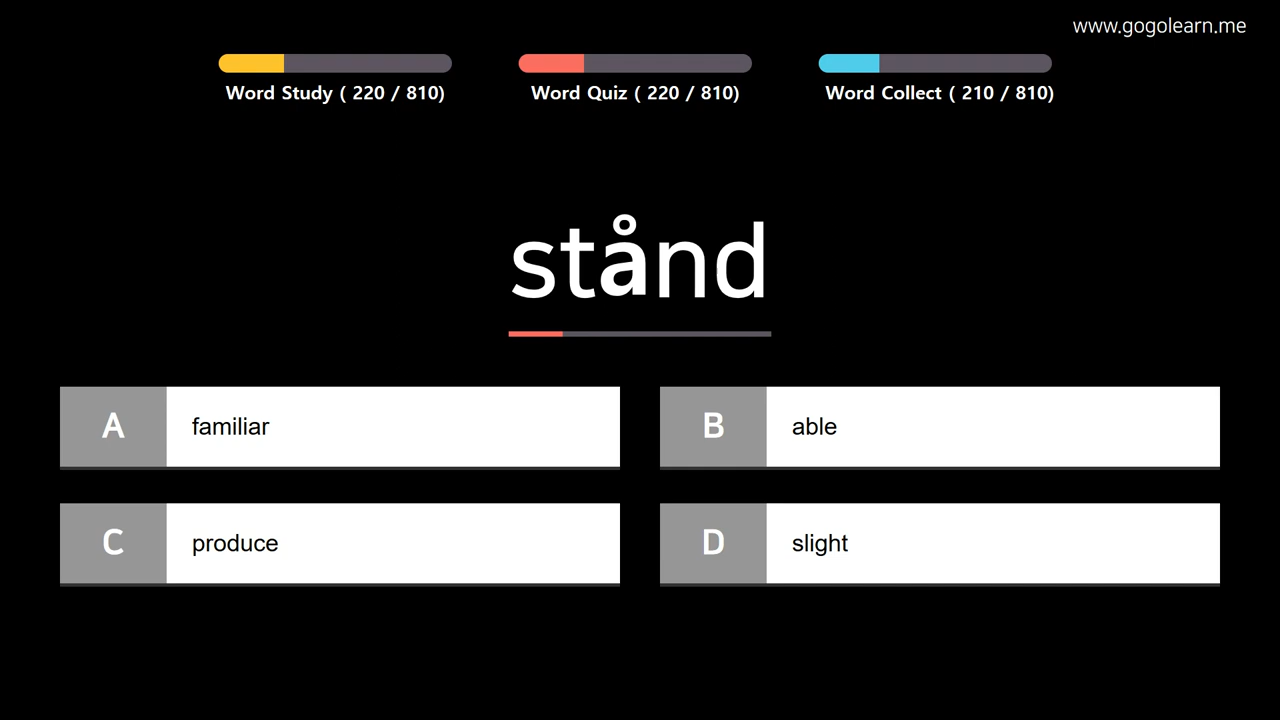 www.gogolearn.me
Word Study ( 220 / 810)
Word Quiz ( 220 / 810)
Word Collect ( 210 / 810)
stånd
A familiar
B able
C produce
D slight